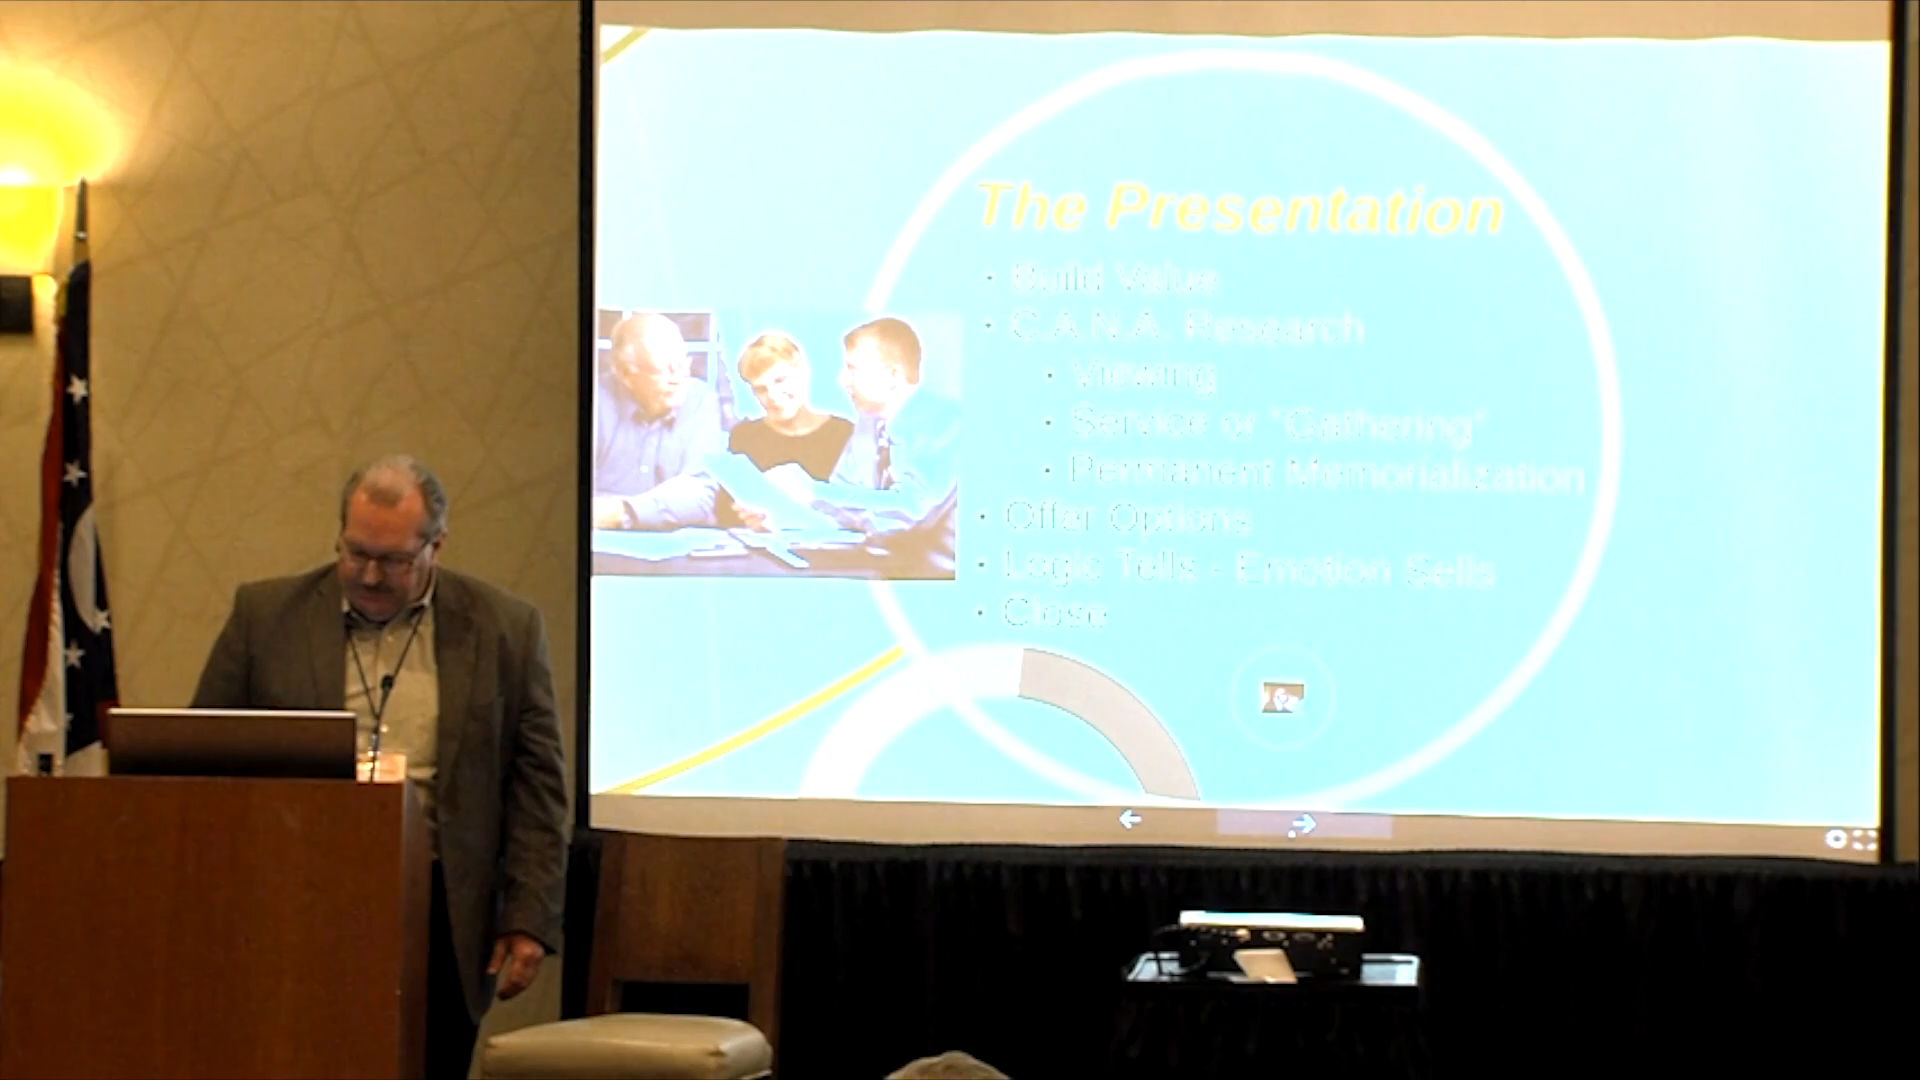 The Presentation
• Build Value
• C.A.N.A. Research
• Viewing
• Service or "Gathering"
• Permanent Memorialization
• Offer Options
• Logic Tells - Emotion Sells
• Close